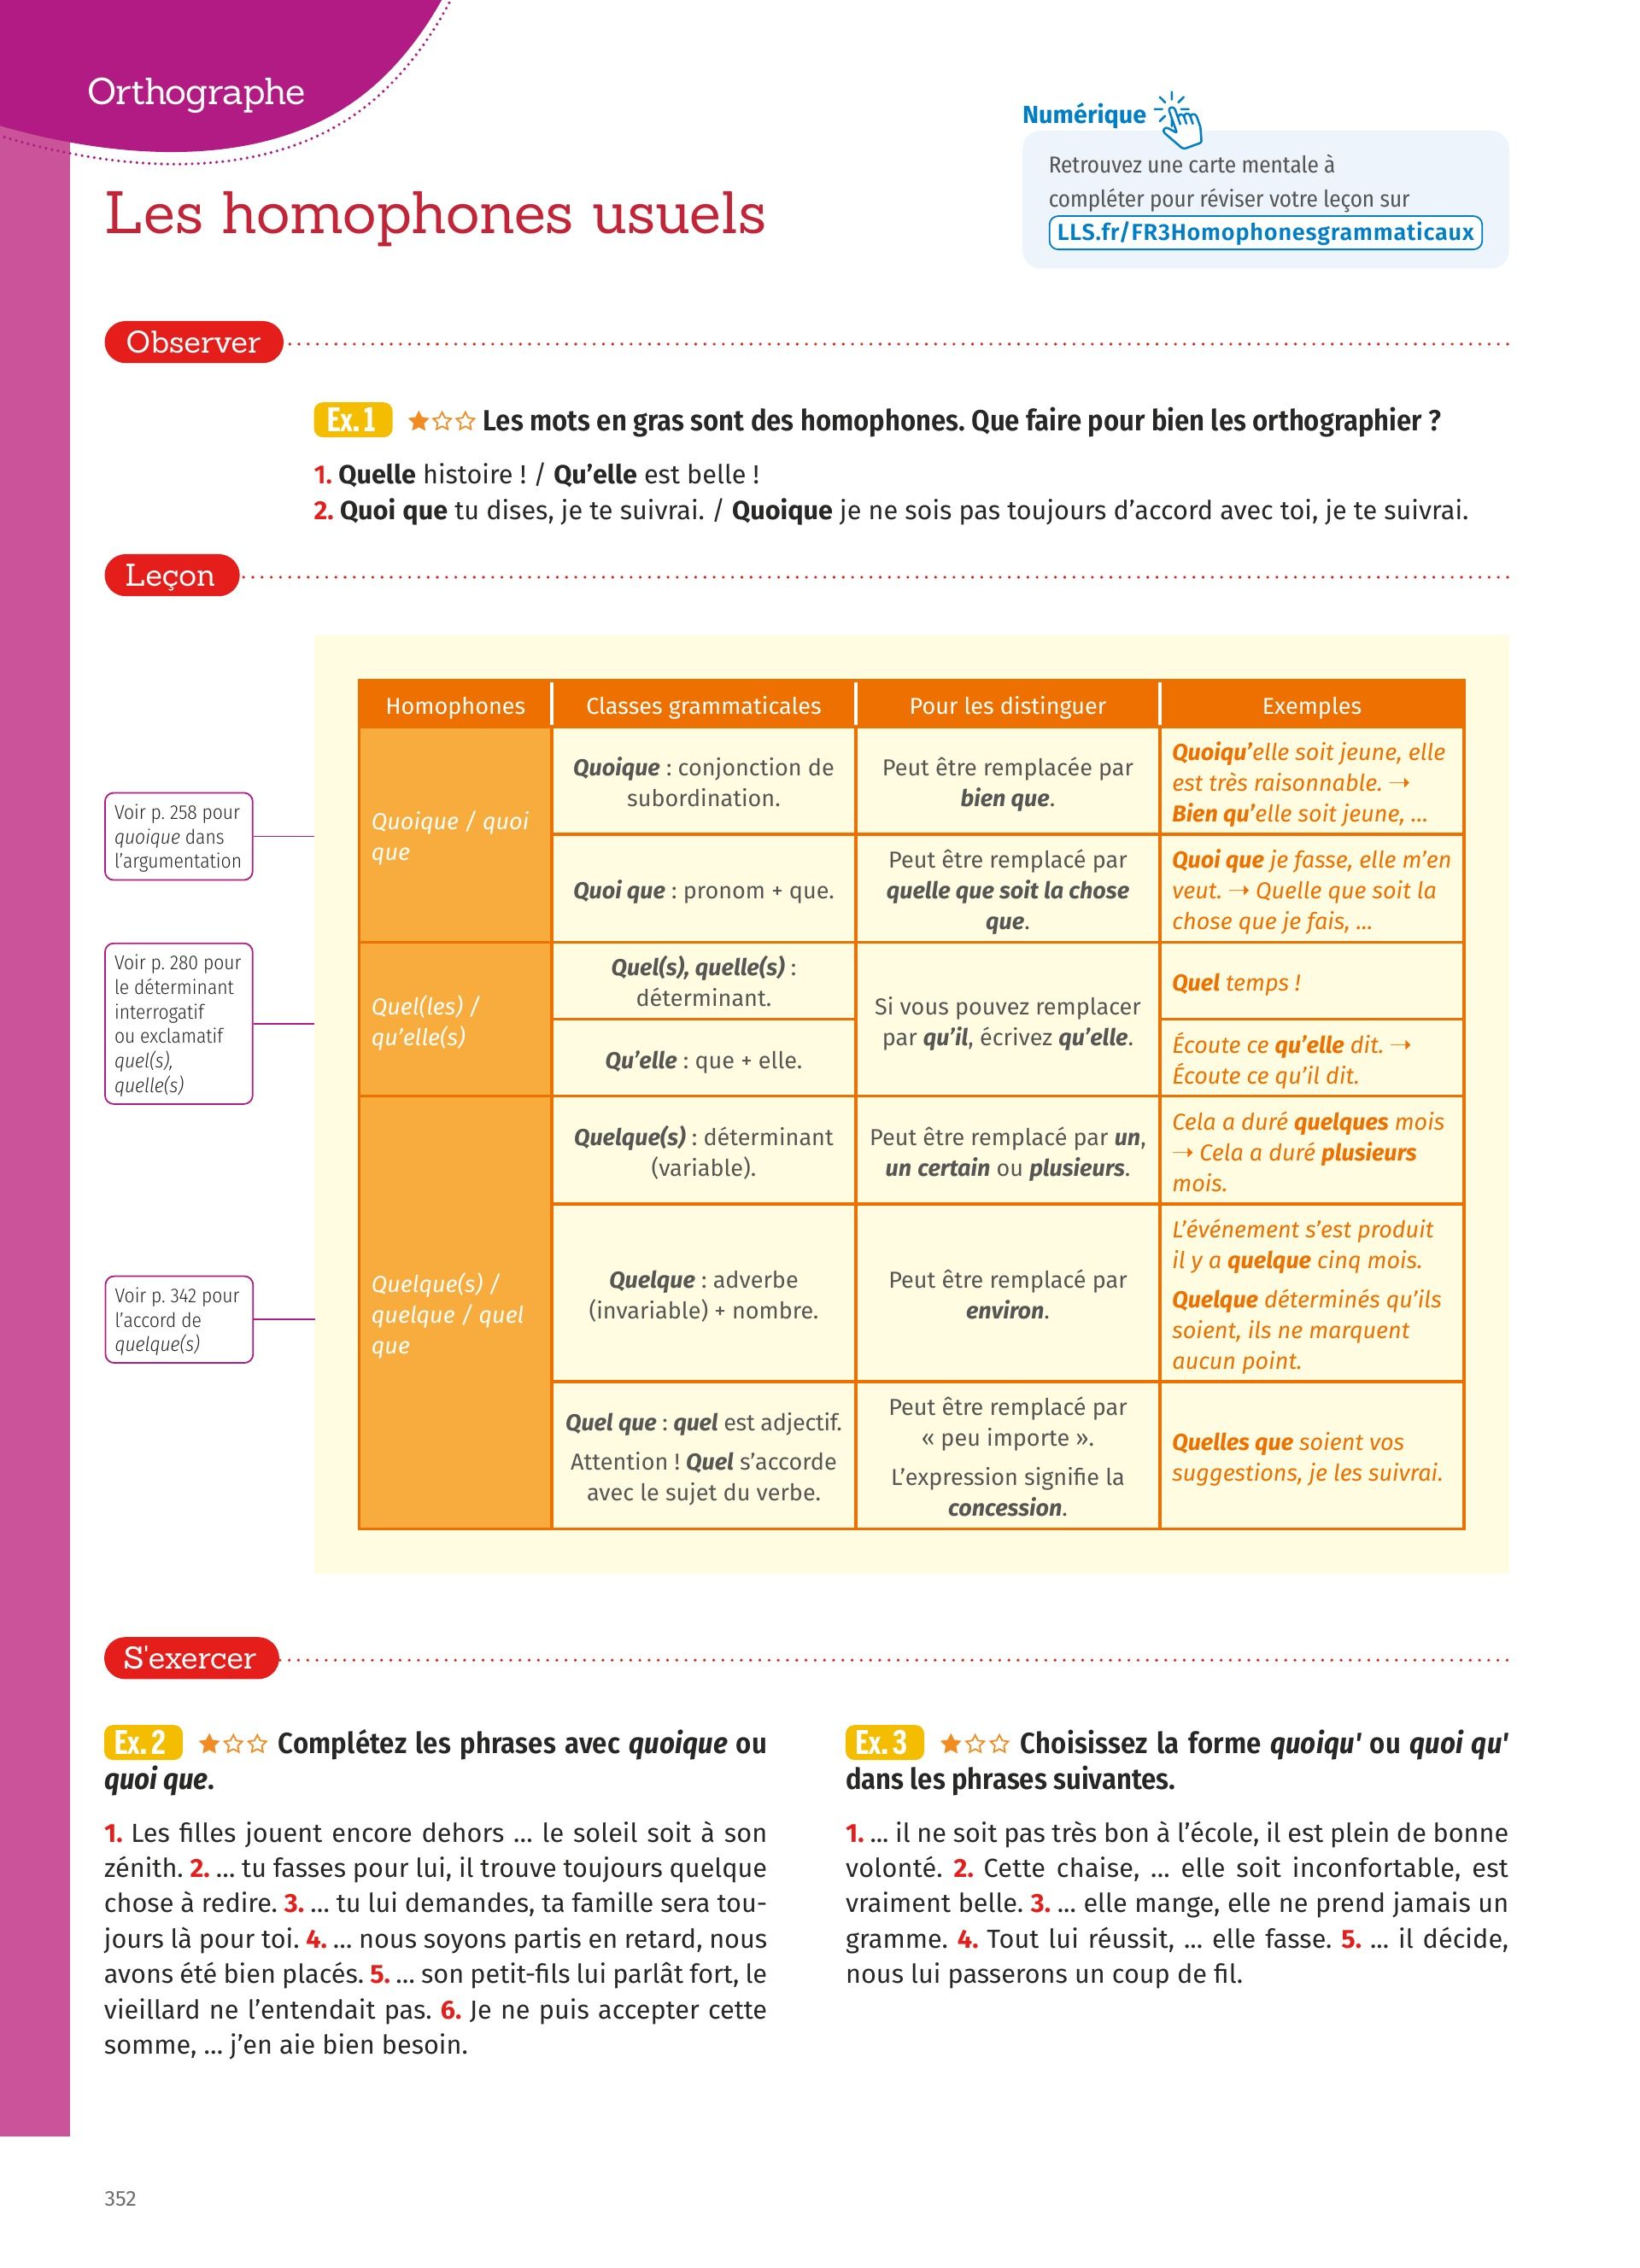 Orthographe
Numérique
Retrouvez une carte mentale à
compléter pour réviser votre leçon sur
LLS.fr/FR3Homophonesgrammaticaux
Les homophones usuels
Observer
Ex. 1 Les mots en gras sont des homophones. Que faire pour bien les orthographier ?
1. Quelle histoire ! / Qu’elle est belle !
2. Quoi que tu dises, je te suivrai. / Quoique je ne sois pas toujours d’accord avec toi, je te suivrai.
Leçon
Homophones
Classes grammaticales
Pour les distinguer
Exemples
Voir p. 258 pour
quoique dans
l’argumentation
Quoique / quoi
que
Quoique : conjonction de
subordination.
Peut être remplacée par
bien que.
Quoiqu’elle soit jeune, elle
est très raisonnable. →
Bien qu’elle soit jeune, ...
Quoi que : pronom + que.
Peut être remplacé par
quelle que soit la chose
que.
Quoi que je fasse, elle m’en
veut. → Quelle que soit la
chose que je fais, ...
Voir p. 280 pour
le déterminant
interrogatif
ou exclamatif
quel(s),
quelle(s)
Quel(les) /
qu’elle(s)
Quel(s), quelle(s) :
déterminant.
Si vous pouvez remplacer
par qu’il, écrivez qu’elle.
Quel temps !
Qu’elle : que + elle.
Écoute ce qu’elle dit. →
Écoute ce qu’il dit.
Voir p. 342 pour
l’accord de
quelque(s)
Quelque(s) /
quelque / quel
que
Quelque(s) : déterminant
(variable).
Peut être remplacé par un,
un certain ou plusieurs.
Cela a duré quelques mois
→ Cela a duré plusieurs
mois.
Quelque : adverbe
(invariable) + nombre.
Peut être remplacé par
environ.
L’événement s’est produit
il y a quelque cinq mois.
Quelque déterminés qu’ils
soient, ils ne marquent
aucun point.
Quel que : quel est adjectif.
Attention ! Quel s’accorde
avec le sujet du verbe.
Peut être remplacé par
« peu importe ».
L’expression signifie la
concession.
Quelles que soient vos
suggestions, je les suivrai.
S'exercer
Ex. 2 Complétez les phrases avec quoique ou
quoi que.
1. Les filles jouent encore dehors ... le soleil soit à son
zénith. 2. ... tu fasses pour lui, il trouve toujours quelque
chose à redire. 3. ... tu lui demandes, ta famille sera tou-
jours là pour toi. 4. ... nous soyons partis en retard, nous
avons été bien placés. 5. ... son petit-fils lui parlât fort, le
vieillard ne l’entendait pas. 6. Je ne puis accepter cette
somme, ... j’en aie bien besoin.
Ex. 3 Choisissez la forme quoiqu' ou quoi qu'
dans les phrases suivantes.
1. ... il ne soit pas très bon à l’école, il est plein de bonne
volonté. 2. Cette chaise, ... elle soit inconfortable, est
vraiment belle. 3. ... elle mange, elle ne prend jamais un
gramme. 4. Tout lui réussit, ... elle fasse. 5. ... il décide,
nous lui passerons un coup de fil.
352